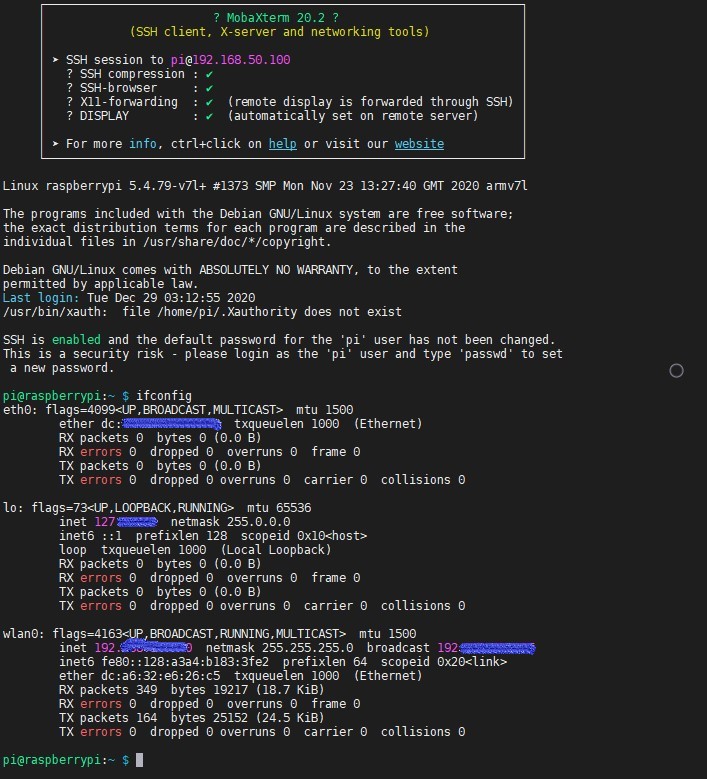 ? MobaXterm 20.2 ?
(SSH client, X-server and networking tools)
➤ SSH session to pi@192.168.50.100
? SSH compression : ✔
? SSH-browser     : ✔
? X11-forwarding  : ✔  (remote display is forwarded through SSH)
? DISPLAY         : ✔  (automatically set on remote server)
➤ For more info, ctrl+click on help or visit our website
Linux raspberrypi 5.4.79-v7l+ #1373 SMP Mon Nov 23 13:27:40 GMT 2020 armv7l
The programs included with the Debian GNU/Linux system are free software;
the exact distribution terms for each program are described in the
individual files in /usr/share/doc/*/copyright.
Debian GNU/Linux comes with ABSOLUTELY NO WARRANTY, to the extent
permitted by applicable law.
Last login: Tue Dec 29 03:12:55 2020
/usr/bin/xauth:  file /home/pi/.Xauthority does not exist
SSH is enabled and the default password for the 'pi' user has not been changed.
This is a security risk - please login as the 'pi' user and type 'passwd' to set
a new password.
pi@raspberrypi:~ $ ifconfig
eth0: flags=4099<UP,BROADCAST,MULTICAST>  mtu 1500
ether dc: txqueuelen 1000  (Ethernet)
RX packets 0  bytes 0 (0.0 B)
RX errors 0  dropped 0  overruns 0  frame 0
TX packets 0  bytes 0 (0.0 B)
TX errors 0  dropped 0 overruns 0  carrier 0  collisions 0
lo: flags=73<UP,LOOPBACK,RUNNING>  mtu 65536
inet 127 netmask 255.0.0.0
inet6 ::1  prefixlen 128  scopeid 0x10<host>
loop  txqueuelen 1000  (Local Loopback)
RX packets 0  bytes 0 (0.0 B)
RX errors 0  dropped 0  overruns 0  frame 0
TX packets 0  bytes 0 (0.0 B)
TX errors 0  dropped 0 overruns 0  carrier 0  collisions 0
wlan0: flags=4163<UP,BROADCAST,RUNNING,MULTICAST>  mtu 1500
inet 192. netmask 255.255.255.0  broadcast 192
inet6 fe80::128:a3a4:b183:3fe2  prefixlen 64  scopeid 0x20<link>
ether dc:a6:32:e6:26:c5  txqueuelen 1000  (Ethernet)
RX packets 349  bytes 19217 (18.7 KiB)
RX errors 0  dropped 0  overruns 0  frame 0
TX packets 164  bytes 25152 (24.5 KiB)
TX errors 0  dropped 0 overruns 0  carrier 0  collisions 0
pi@raspberrypi:~ $